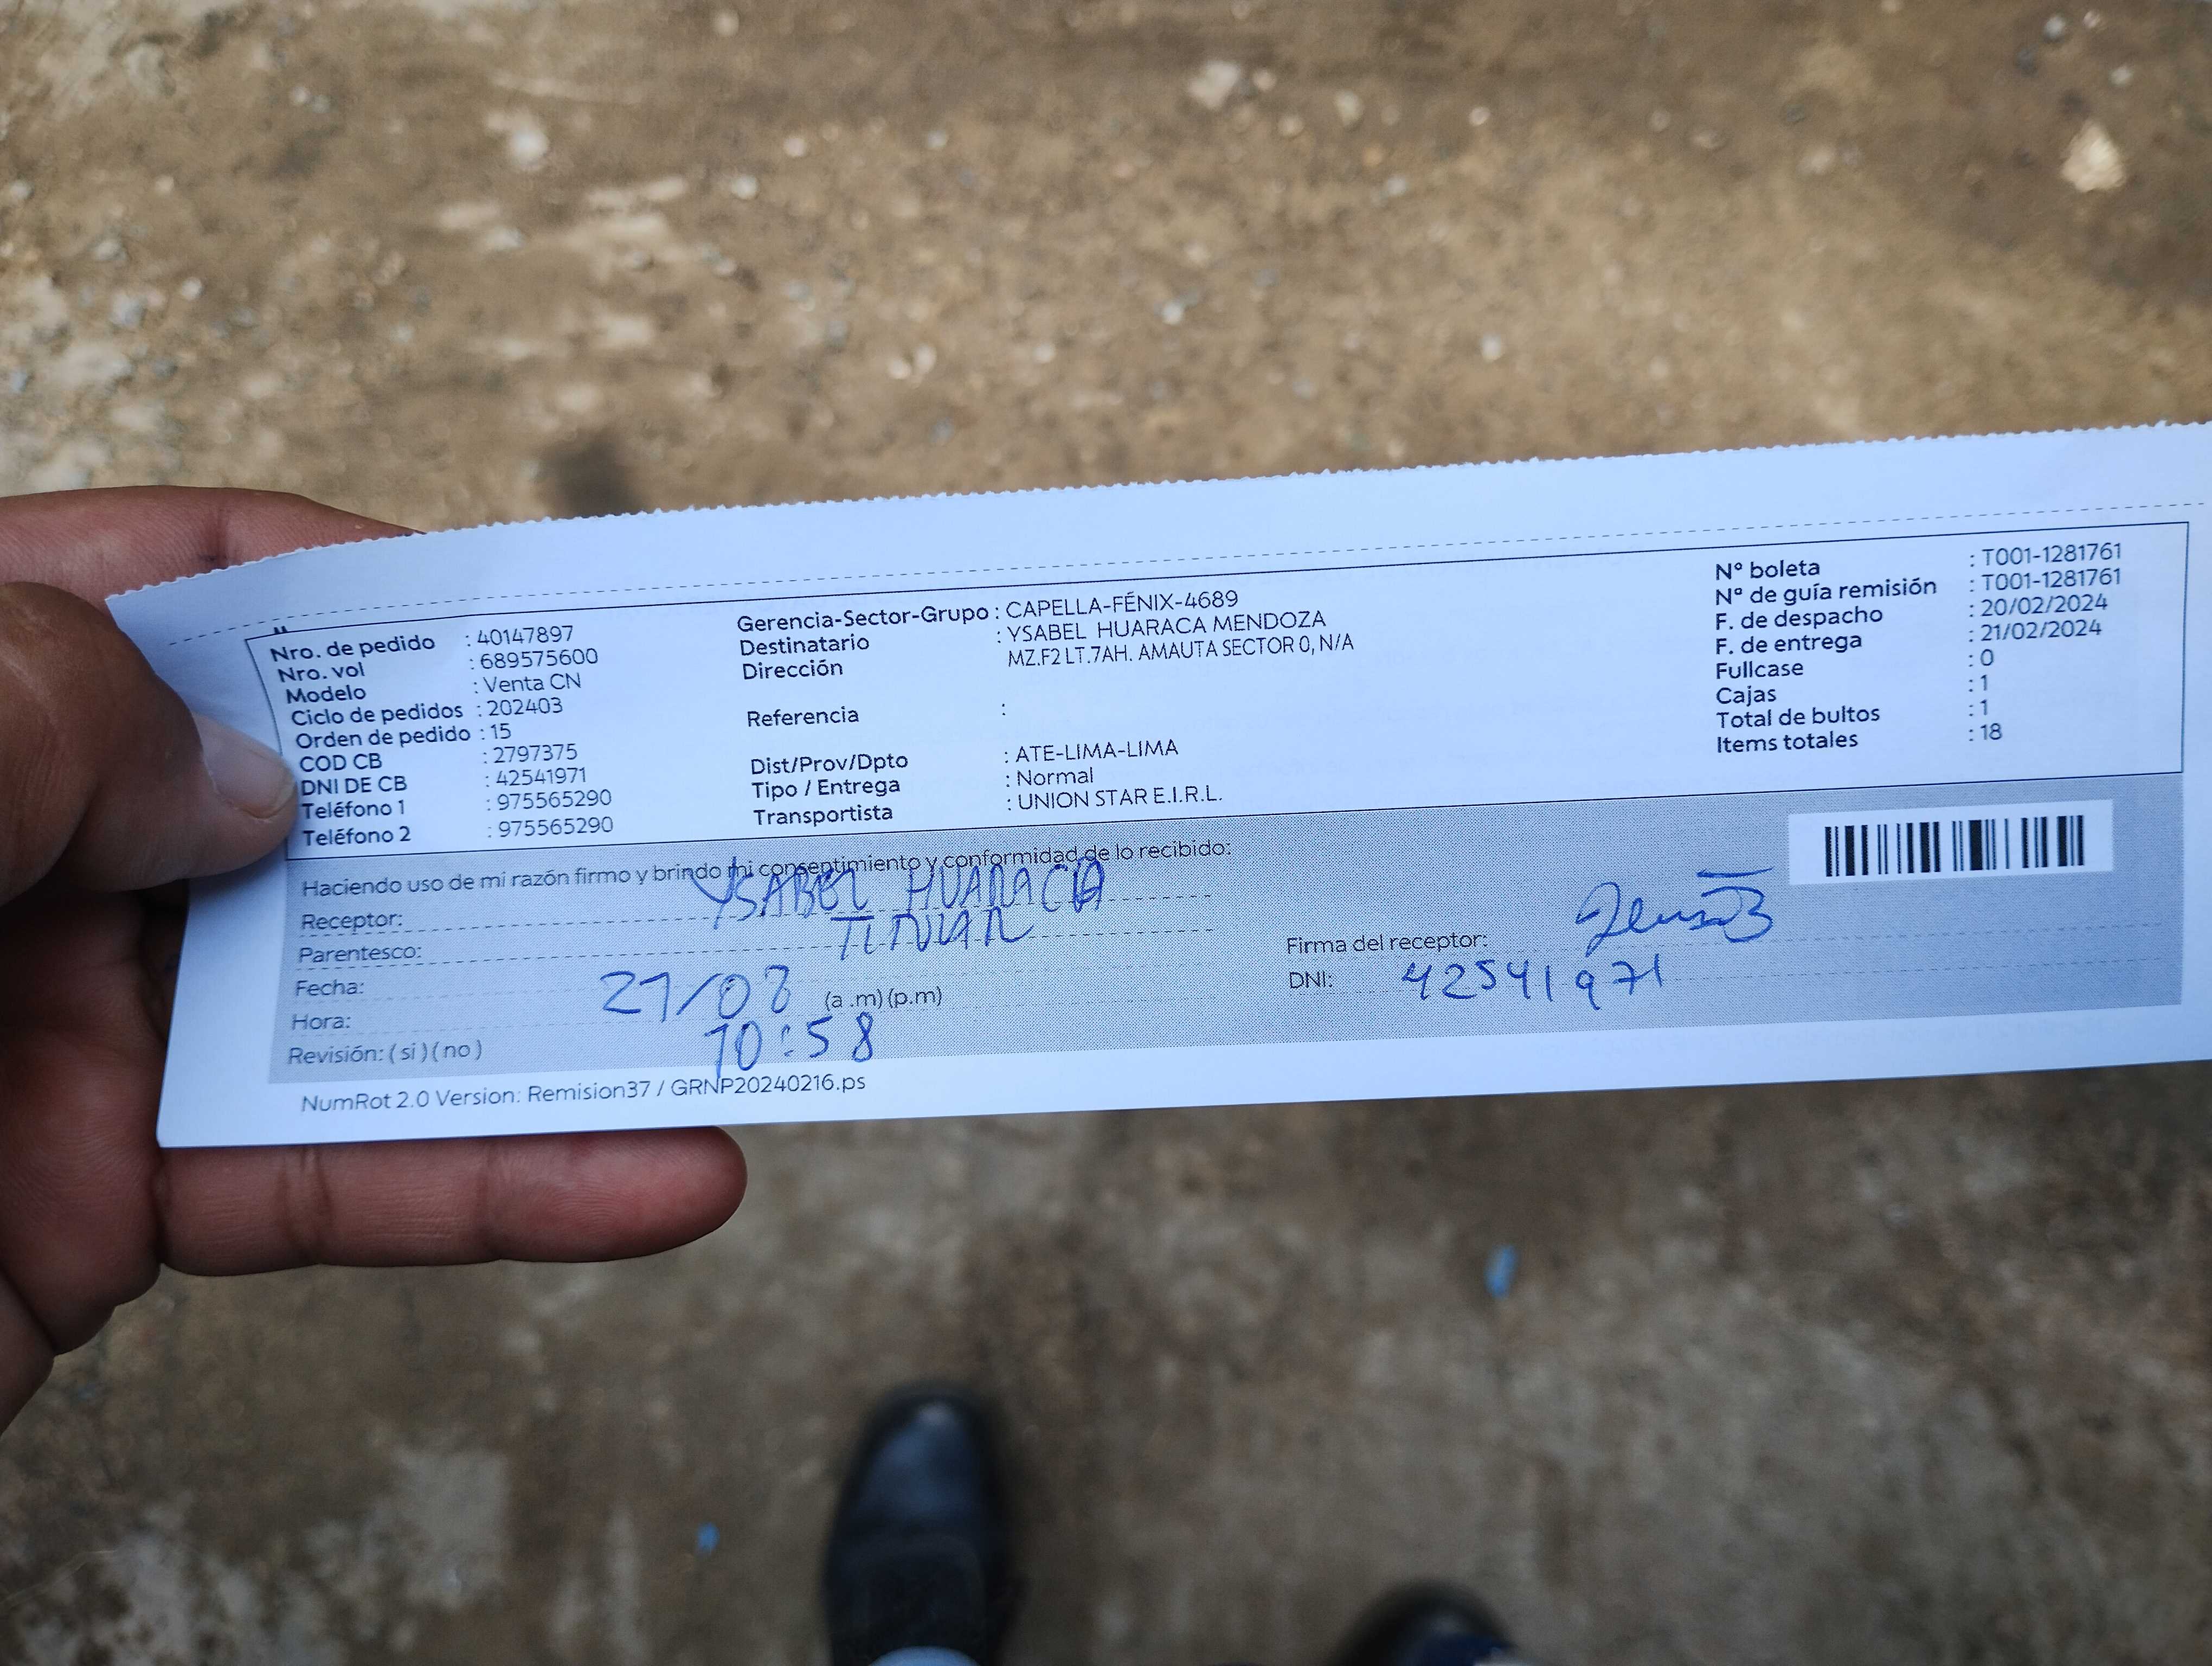 Nro. de pedido : 40147897
Nro. vol : 689575600
Modelo : Venta CN
Ciclo de pedidos : 202403
Orden de pedido : 15
COD CB : 2797375
DNI DE CB : 42541971
Teléfono 1 : 975565290
Teléfono 2 : 975565290
Gerencia-Sector-Grupo : CAPELLA-FÉNIX-4689
Destinatario : YSABEL HUARACA MENDOZA
Dirección MZ.F2 LT.7AH. AMAUTA SECTOR 0, N/A
Referencia :
Dist/Prov/Dpto : ATE-LIMA-LIMA
Tipo / Entrega : Normal
Transportista : UNION STAR E.I.R.L.
N° boleta : T001-1281761
N° de guía remisión : T001-1281761
F. de despacho : 20/02/2024
F. de entrega : 21/02/2024
Fullcase : 0
Cajas : 1
Total de bultos : 1
Items totales : 18
Haciendo uso de mi razón firmo y brindo mi consentimiento y conformidad de lo recibido:
Receptor: YSABEL HUARACA
Parentesco:
Fecha: 21/02 (a .m) (p.m)
Hora: 10:58
Revisión: ( si ) ( no )
Firma del receptor:
DNI: 42541971
NumRot 2.0 Version: Remision37 / GRNP20240216.ps